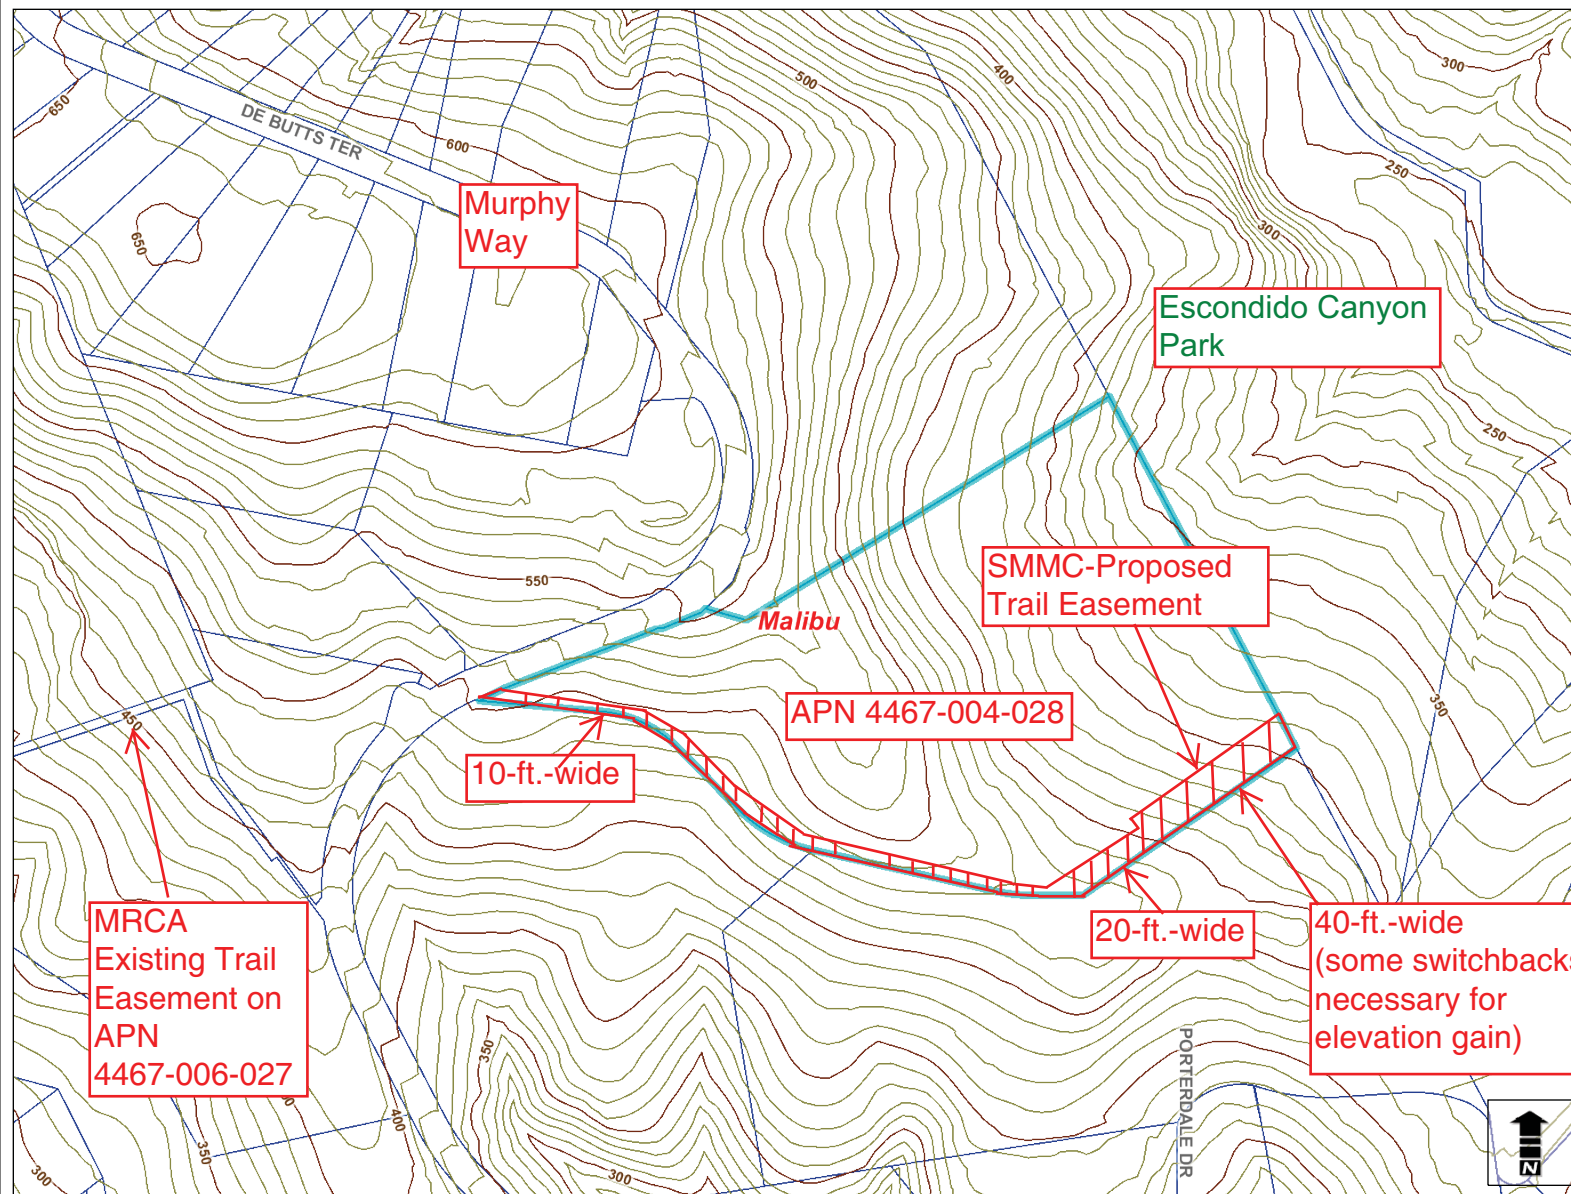 500
400
300
650
DE BUTTS TER
600
250
Murphy
Way
650
300
Escondido Canyon
Park
250
550
SMMC-Proposed
Trail Easement
Malibu
450
APN 4467-004-028
350
10-ft.-wide
MRCA
Existing Trail
Easement on
APN
4467-006-027
20-ft.-wide
40-ft.-wide
(some switchbacks
necessary for
elevation gain)
350
400
350
300
300
PORTERDALE DR
N